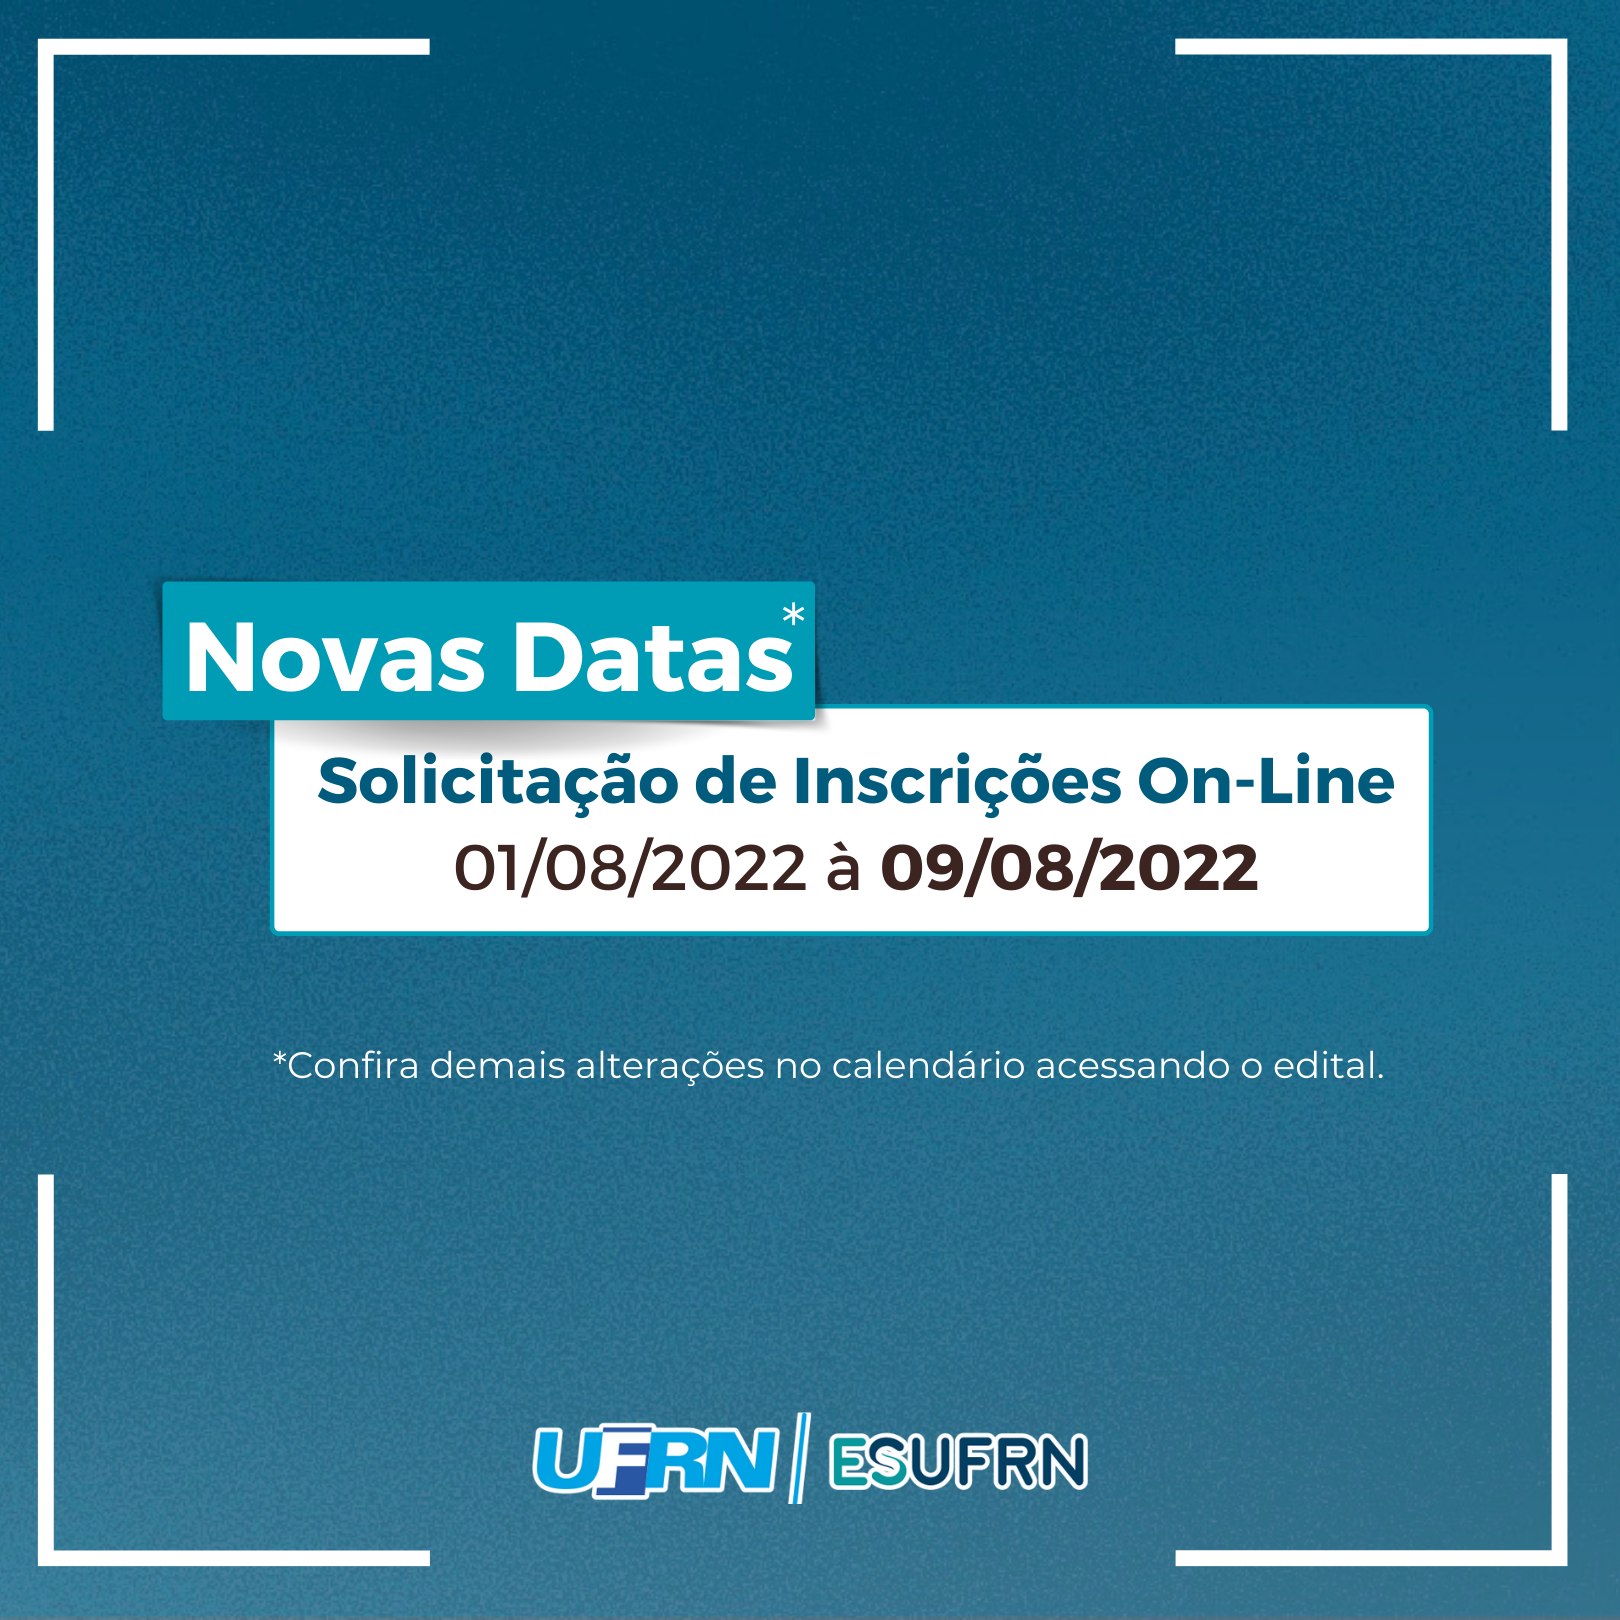 Novas Datas*
Solicitação de Inscrições On-Line
01/08/2022 à 09/08/2022
*Confira demais alterações no calendário acessando o edital.
UFRN ESUFRN